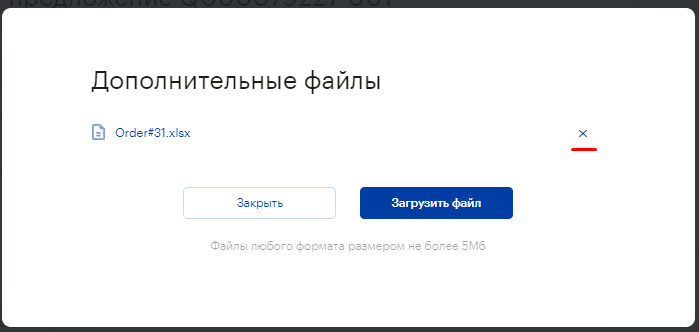 Дополнительные файлы
Order#31.xlsx
Закрыть
Загрузить файл
Файлы любого формата размером не более 5Мб